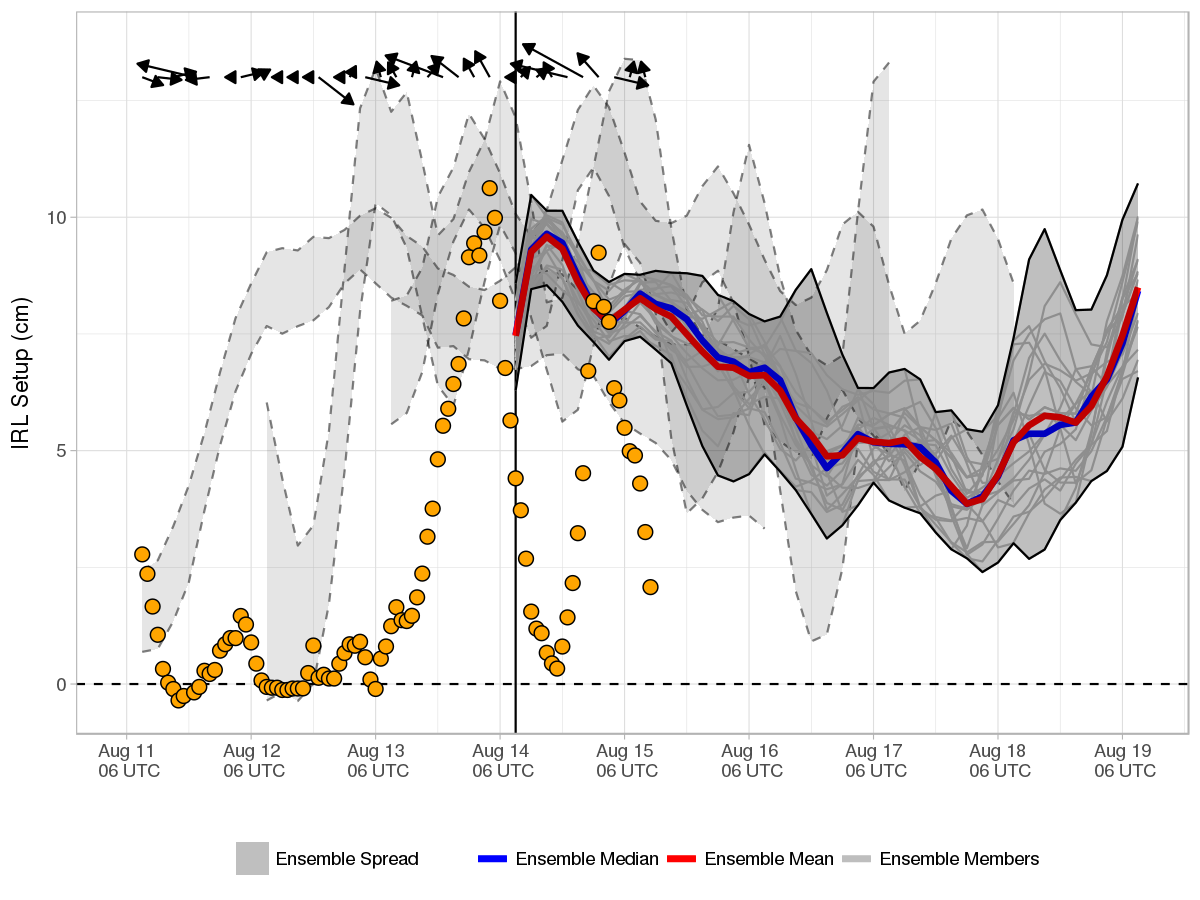 IRL Setup (cm)
10
5
0
Aug 11 Aug 12 Aug 13 Aug 14 Aug 15 Aug 16 Aug 17 Aug 18 Aug 19
06 UTC 06 UTC 06 UTC 06 UTC 06 UTC 06 UTC 06 UTC 06 UTC 06 UTC
Ensemble Spread Ensemble Median Ensemble Mean Ensemble Members